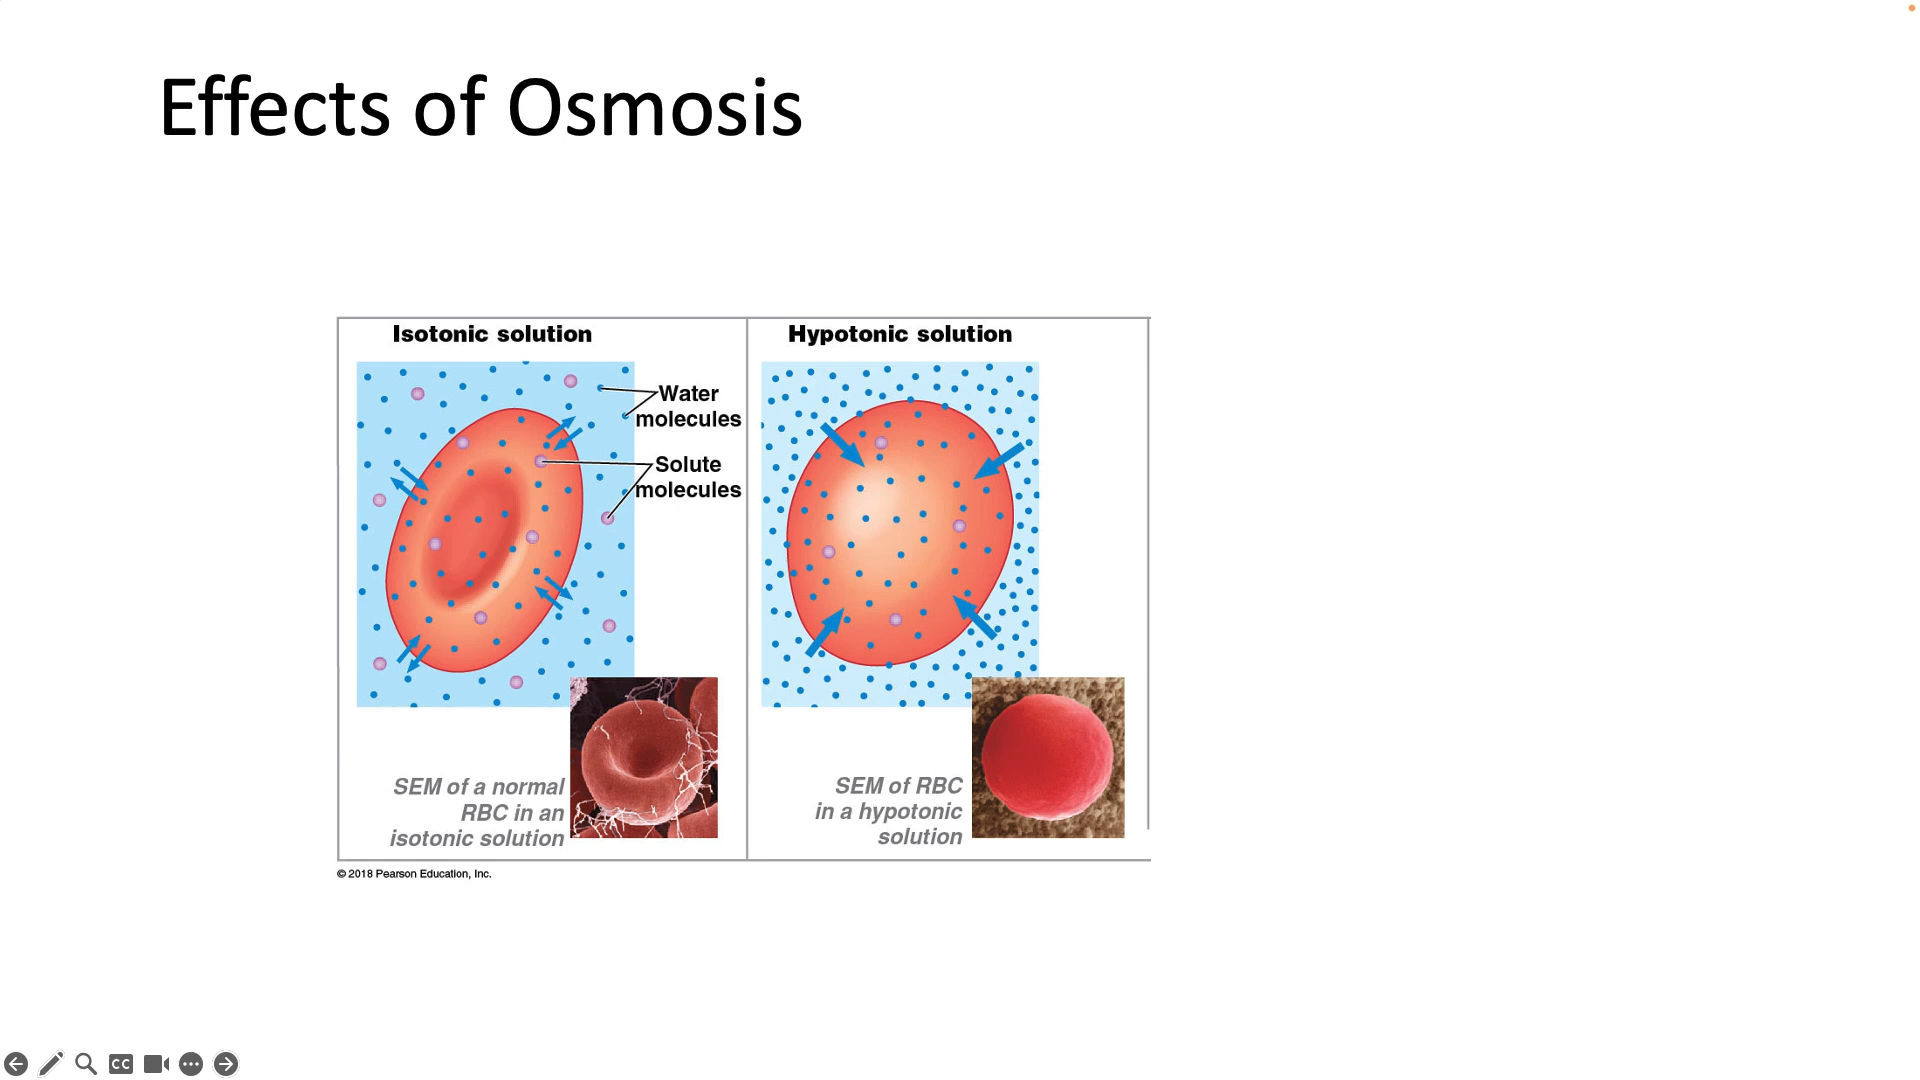 Effects of Osmosis
Isotonic solution
Water
molecules
Solute
molecules
SEM of a normal
RBC in an
isotonic solution
Hypotonic solution
SEM of RBC
in a hypotonic
solution
© 2018 Pearson Education, Inc.
CC